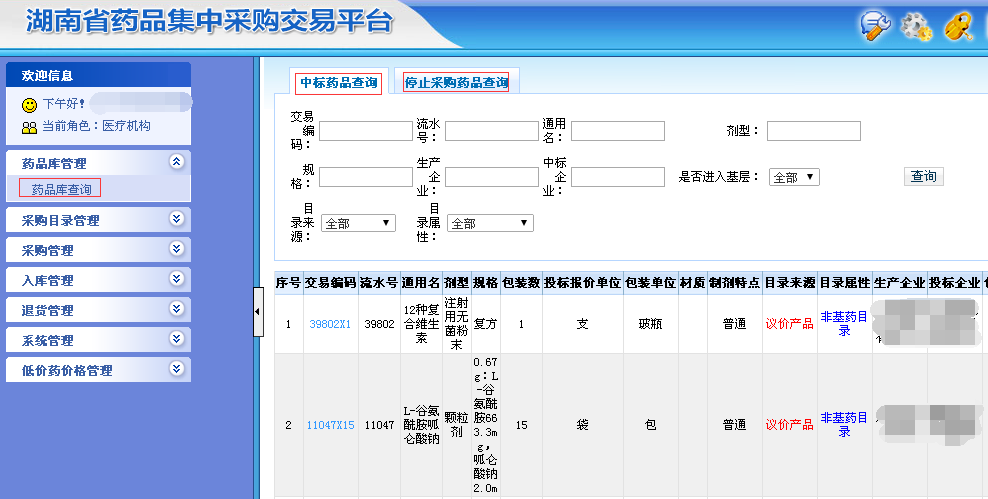 湖南省药品集中采购交易平台
欢迎信息
下午好!
当前角色：医疗机构
药品库管理
药品库查询
采购目录管理
采购管理
入库管理
退货管理
系统管理
低价药价格管理
中标药品查询 停止采购药品查询
交易编码： 流水号： 通用名： 剂型：
规格： 生产企业： 中标企业： 是否进入基层： 全部 查询
目录来源： 全部 目录属性： 全部
序号 交易编码 流水号 通用名 剂型 规格 包装数 投标报价单位 包装单位 材质 制剂特点 目录来源 目录属性 生产企业 投标企业
1 39802X1 39802 12种复合维生素 注射用无菌粉末 复方 1 支 玻瓶 普通 议价产品 非基药目录
2 11047X15 11047 L-谷氨酰胺呱仑酸钠 颗粒剂 0.67g：L-谷氨酰胺663.3mg，呱仑酸钠2.0m 15 袋 包 普通 议价产品 非基药目录